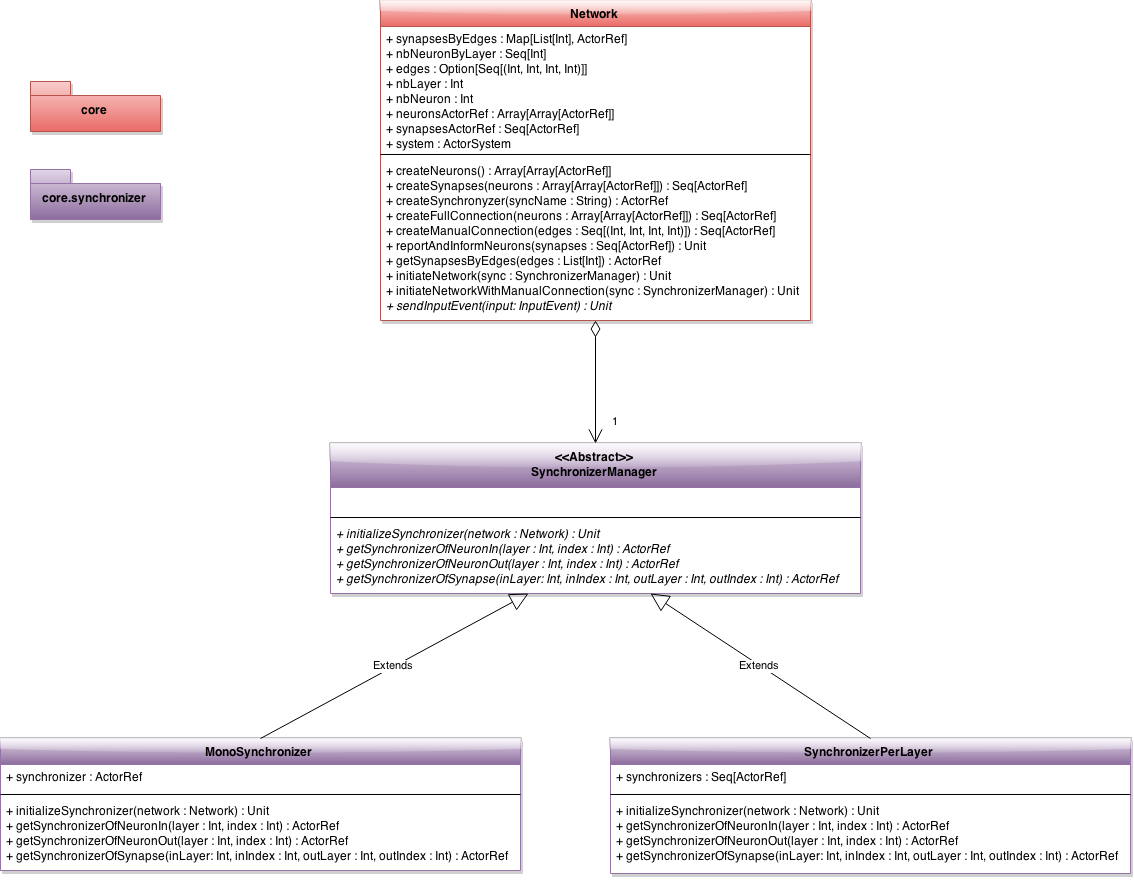 Network
+ synapsesByEdges : Map[List[Int], ActorRef]
+ nbNeuronByLayer : Seq[Int]
+ edges : Option[Seq[(Int, Int, Int, Int)]]
+ nbLayer : Int
+ nbNeuron : Int
+ neuronsActorRef : Array[Array[ActorRef]]
+ synapsesActorRef : Seq[ActorRef]
+ system : ActorSystem
+ createNeurons() : Array[Array[ActorRef]]
+ createSynapses(neurons : Array[Array[ActorRef]]) : Seq[ActorRef]
+ createSynchronyzer(syncName : String) : ActorRef
+ createFullConnection(neurons : Array[Array[ActorRef]]) : Seq[ActorRef]
+ createManualConnection(edges : Seq[(Int, Int, Int, Int)]) : Seq[ActorRef]
+ reportAndInformNeurons(synapses : Seq[ActorRef]) : Unit
+ getSynapsesByEdges(edges : List[Int]) : ActorRef
+ initiateNetwork(sync : SynchronizerManager) : Unit
+ initiateNetworkWithManualConnection(sync : SynchronizerManager) : Unit
+ sendInputEvent(input: InputEvent) : Unit
core
core.synchronizer
1
<<Abstract>>
SynchronizerManager
+ initializeSynchronizer(network : Network) : Unit
+ getSynchronizerOfNeuronIn(layer : Int, index : Int) : ActorRef
+ getSynchronizerOfNeuronOut(layer : Int, index : Int) : ActorRef
+ getSynchronizerOfSynapse(inLayer: Int, inIndex : Int, outLayer : Int, outIndex : Int) : ActorRef
Extends
Extends
MonoSynchronizer
+ synchronizer : ActorRef
+ initializeSynchronizer(network : Network) : Unit
+ getSynchronizerOfNeuronIn(layer : Int, index : Int) : ActorRef
+ getSynchronizerOfNeuronOut(layer : Int, index : Int) : ActorRef
+ getSynchronizerOfSynapse(inLayer: Int, inIndex : Int, outLayer : Int, outIndex : Int) : ActorRef
SynchronizerPerLayer
+ synchronizers : Seq[ActorRef]
+ initializeSynchronizer(network : Network) : Unit
+ getSynchronizerOfNeuronIn(layer : Int, index : Int) : ActorRef
+ getSynchronizerOfNeuronOut(layer : Int, index : Int) : ActorRef
+ getSynchronizerOfSynapse(inLayer: Int, inIndex : Int, outLayer : Int, outIndex : Int) : ActorRef